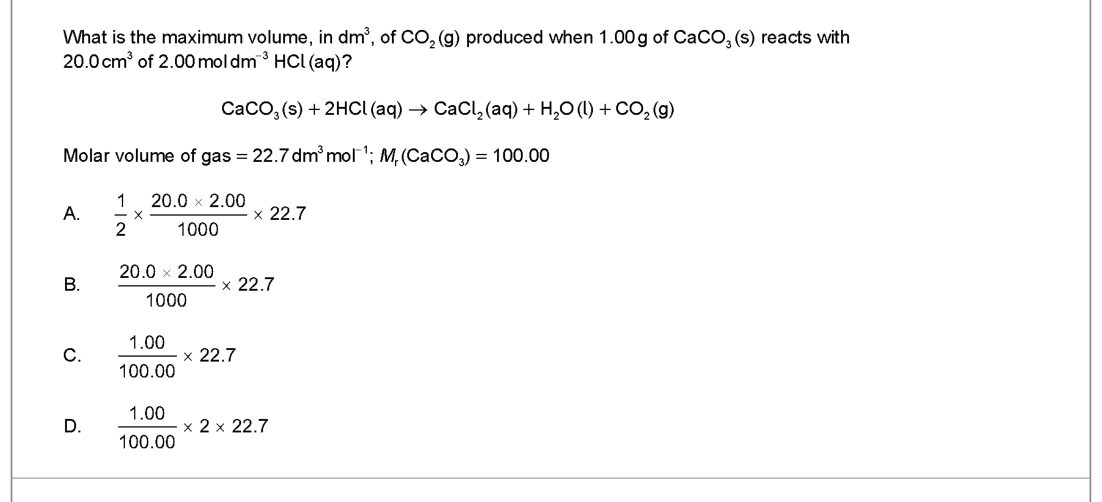 What is the maximum volume, in dm³, of CO₂(g) produced when 1.00 g of CaCO₃(s) reacts with
20.0 cm³ of 2.00 mol dm⁻³ HCl(aq)?
CaCO₃(s) + 2HCl(aq) → CaCl₂(aq) + H₂O(l) + CO₂(g)
Molar volume of gas = 22.7 dm³ mol⁻¹; Mᵣ(CaCO₃) = 100.00
A. 1/2 × (20.0 × 2.00)/1000 × 22.7
B. (20.0 × 2.00)/1000 × 22.7
C. 1.00/100.00 × 22.7
D. 1.00/100.00 × 2 × 22.7